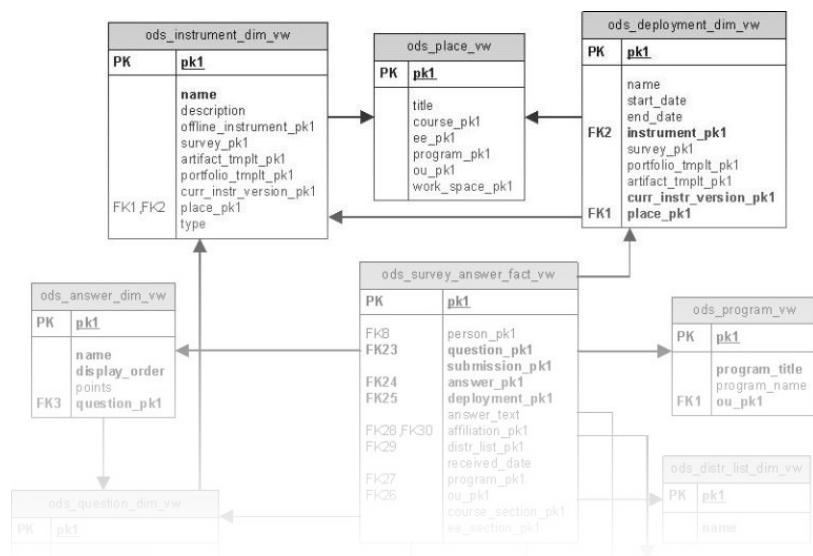 ods_instrument_dim_vw
PK pk1
name
description
offline_instrument_pk1
survey_pk1
artifact_tmplt_pk1
portfolio_tmplt_pk1
curr_instr_version_pk1
FK1,FK2 place_pk1
type
ods_place_vw
PK pk1
title
course_pk1
ee_pk1
program_pk1
ou_pk1
work_space_pk1
ods_deployment_dim_vw
PK pk1
name
start_date
end_date
FK2 instrument_pk1
survey_pk1
portfolio_tmplt_pk1
artifact_tmplt_pk1
curr_instr_version_pk1
FK1 place_pk1
ods_answer_dim_vw
PK pk1
name
display_order
points
FK3 question_pk1
ods_survey_answer_fact_vw
PK pk1
FK8 person_pk1
FK23 question_pk1
submission_pk1
FK24 answer_pk1
FK25 deployment_pk1
answer_text
FK28,FK30 affiliation_pk1
FK29 distr_list_pk1
received_date
FK27 program_pk1
FK26 ou_pk1
course_section_pk1
ee_section_pk1
ods_program_vw
PK pk1
program_title
program_name
FK1 ou_pk1
ods_question_dim_vw
PK pk1
ods_distr_list_dim_vw
PK pk1
name